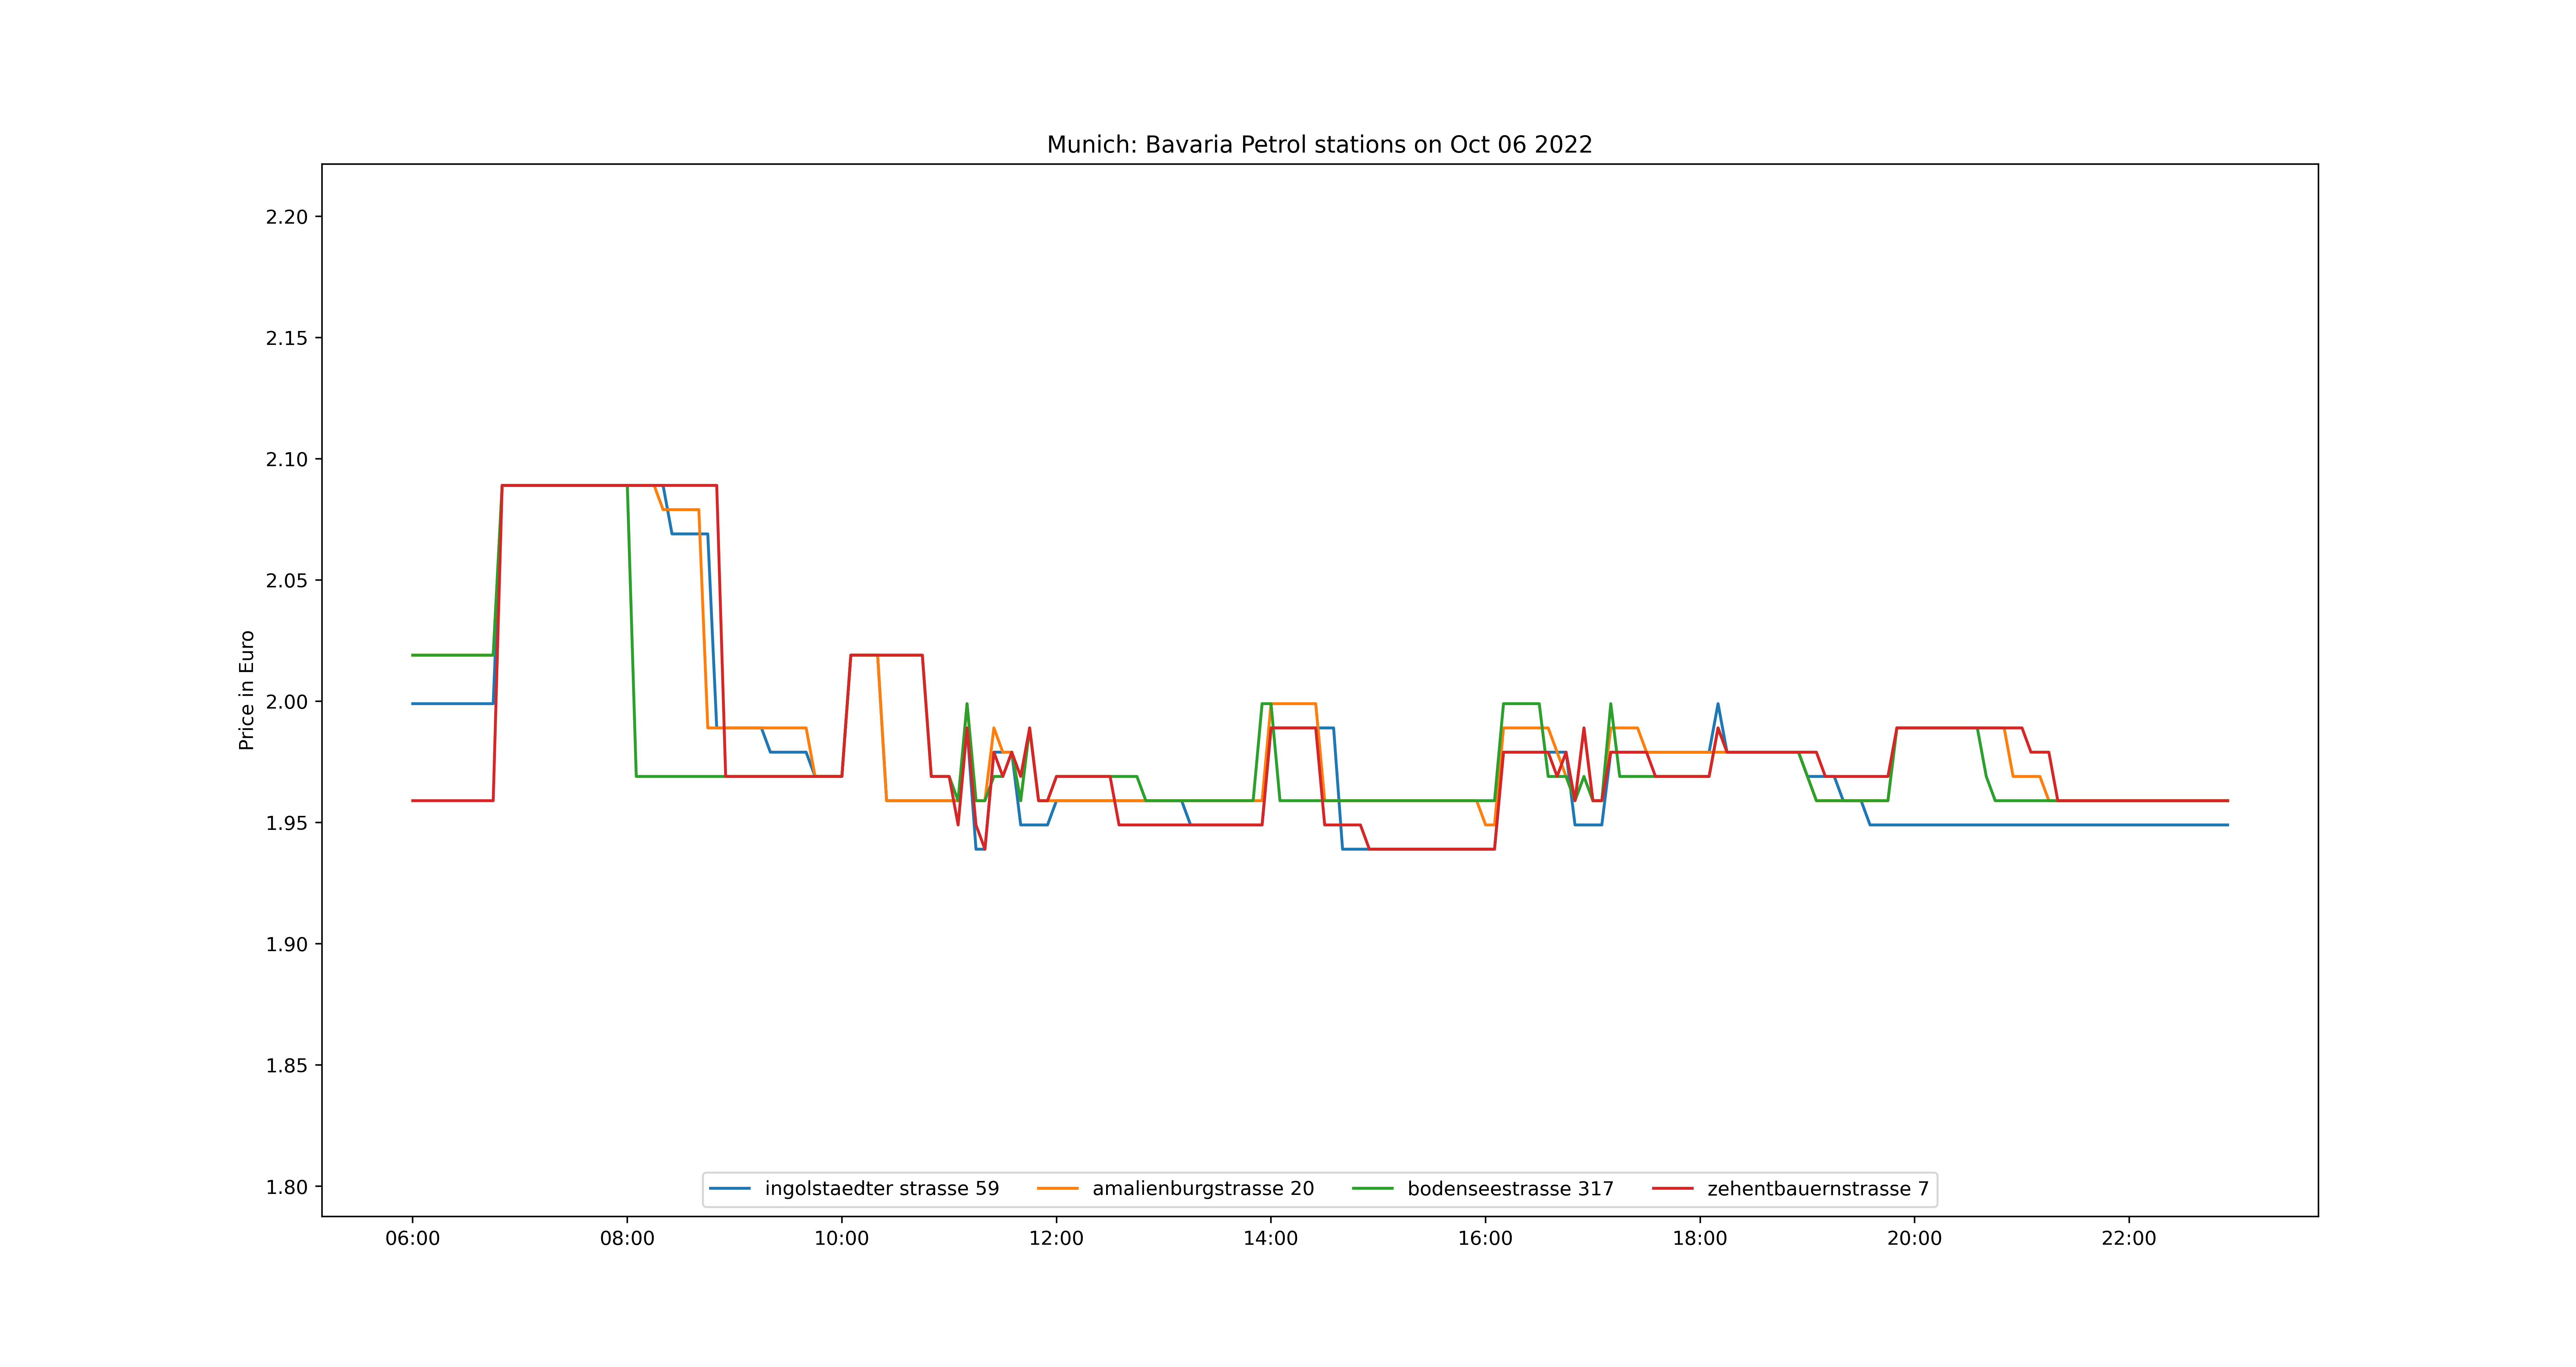 Munich: Bavaria Petrol stations on Oct 06 2022
Price in Euro
2.20
2.15
2.10
2.05
2.00
1.95
1.90
1.85
1.80
ingolstaedter strasse 59 amalienburgstrasse 20 bodenseestrasse 317 zehentbauernstrasse 7
06:00 08:00 10:00 12:00 14:00 16:00 18:00 20:00 22:00